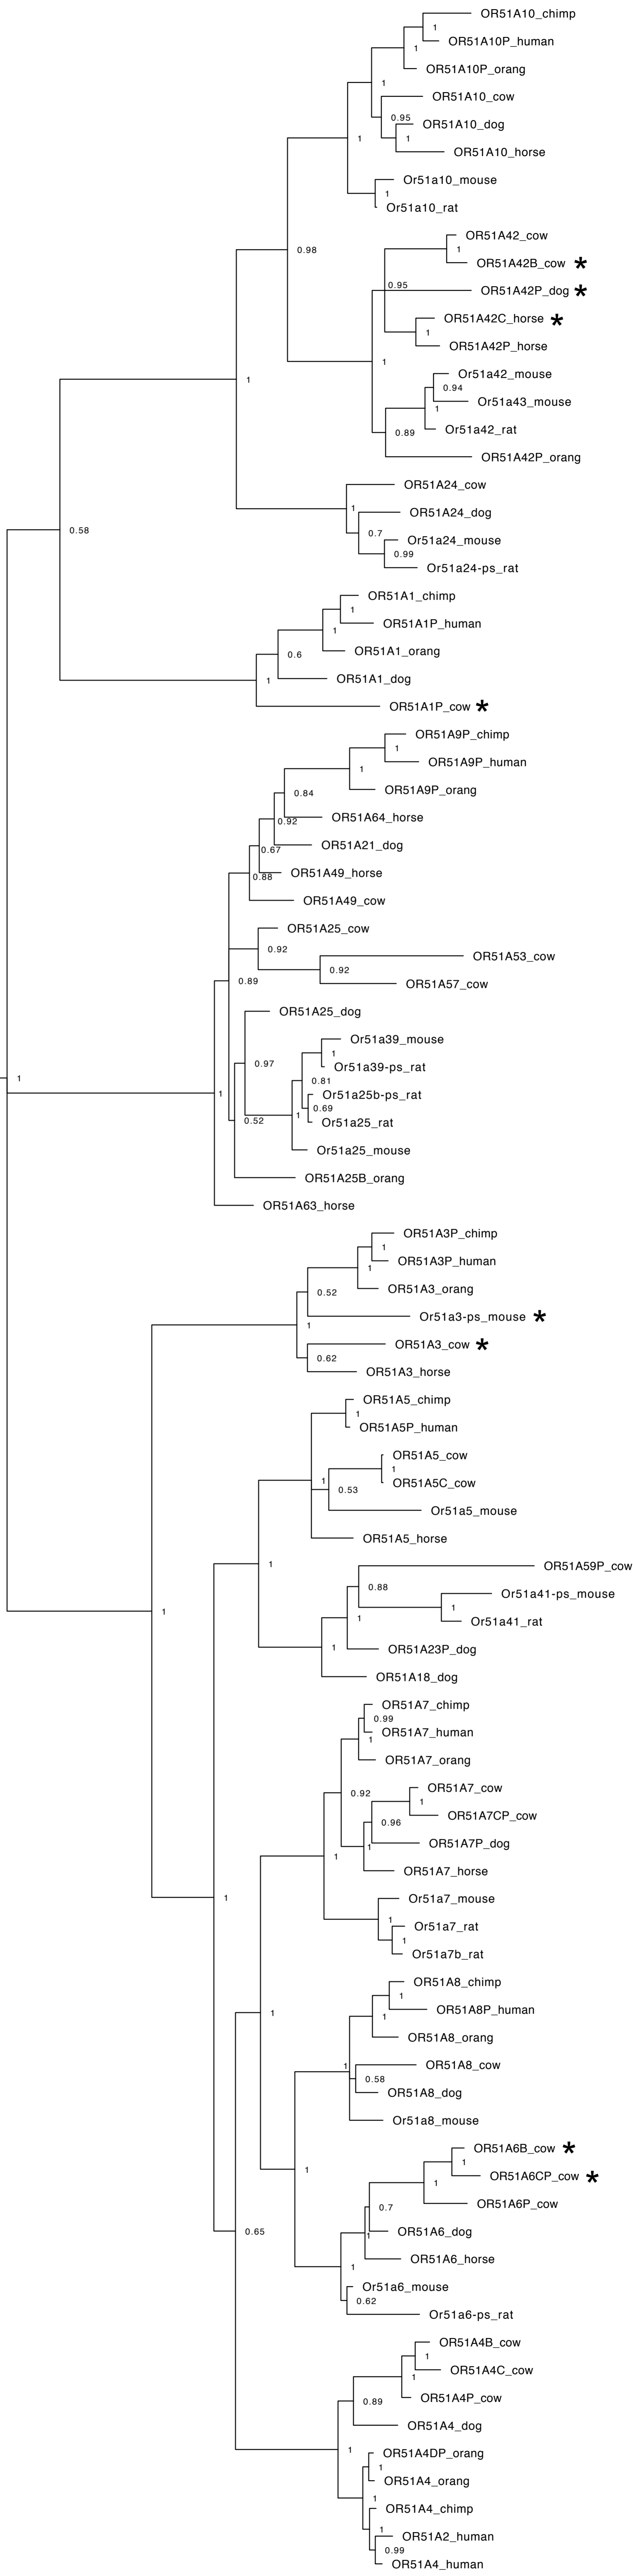 OR51A10_chimp
1
OR51A10P_human
1
OR51A10P_orang
1
OR51A10_cow
0.95
OR51A10_dog
1
1
OR51A10_horse
Or51a10_mouse
1
Or51a10_rat
OR51A42_cow
1
0.98
OR51A42B_cow *
0.95
OR51A42P_dog *
OR51A42C_horse *
1
OR51A42P_horse
1
Or51a42_mouse
1
0.94
Or51a43_mouse
1
Or51a42_rat
0.89
OR51A42P_orang
OR51A24_cow
1
OR51A24_dog
0.58
0.7
Or51a24_mouse
0.99
Or51a24-ps_rat
OR51A1_chimp
1
OR51A1P_human
1
OR51A1_orang
0.6
OR51A1_dog
1
OR51A1P_cow *
OR51A9P_chimp
1
OR51A9P_human
1
OR51A9P_orang
0.84
OR51A64_horse
0.92
OR51A21_dog
0.67
OR51A49_horse
0.88
OR51A49_cow
OR51A25_cow
0.92
OR51A53_cow
0.92
0.89
OR51A57_cow
OR51A25_dog
Or51a39_mouse
1
0.97
Or51a39-ps_rat
1
0.81
Or51a25b-ps_rat
1
0.69
0.52
1
Or51a25_rat
Or51a25_mouse
OR51A25B_orang
OR51A63_horse
OR51A3P_chimp
1
OR51A3P_human
1
OR51A3_orang
0.52
Or51a3-ps_mouse *
1
OR51A3_cow *
0.62
OR51A3_horse
OR51A5_chimp
1
OR51A5P_human
OR51A5_cow
1
1
OR51A5C_cow
0.53
Or51a5_mouse
OR51A5_horse
1
OR51A59P_cow
0.88
Or51a41-ps_mouse
1
1
1
Or51a41_rat
1
OR51A23P_dog
OR51A18_dog
OR51A7_chimp
0.99
OR51A7_human
1
OR51A7_orang
OR51A7_cow
0.92
1
OR51A7CP_cow
0.96
OR51A7P_dog
1
1
OR51A7_horse
1
Or51a7_mouse
1
Or51a7_rat
1
Or51a7b_rat
OR51A8_chimp
1
OR51A8P_human
1
1
OR51A8_orang
1
OR51A8_cow
0.58
OR51A8_dog
Or51a8_mouse
OR51A6B_cow *
1
1
OR51A6CP_cow *
1
OR51A6P_cow
0.7
0.65
OR51A6_dog
1
OR51A6_horse
1
Or51a6_mouse
0.62
Or51a6-ps_rat
OR51A4B_cow
1
OR51A4C_cow
1
0.89
OR51A4P_cow
OR51A4_dog
1
OR51A4DP_orang
1
OR51A4_orang
1
OR51A4_chimp
1
OR51A2_human
0.99
OR51A4_human